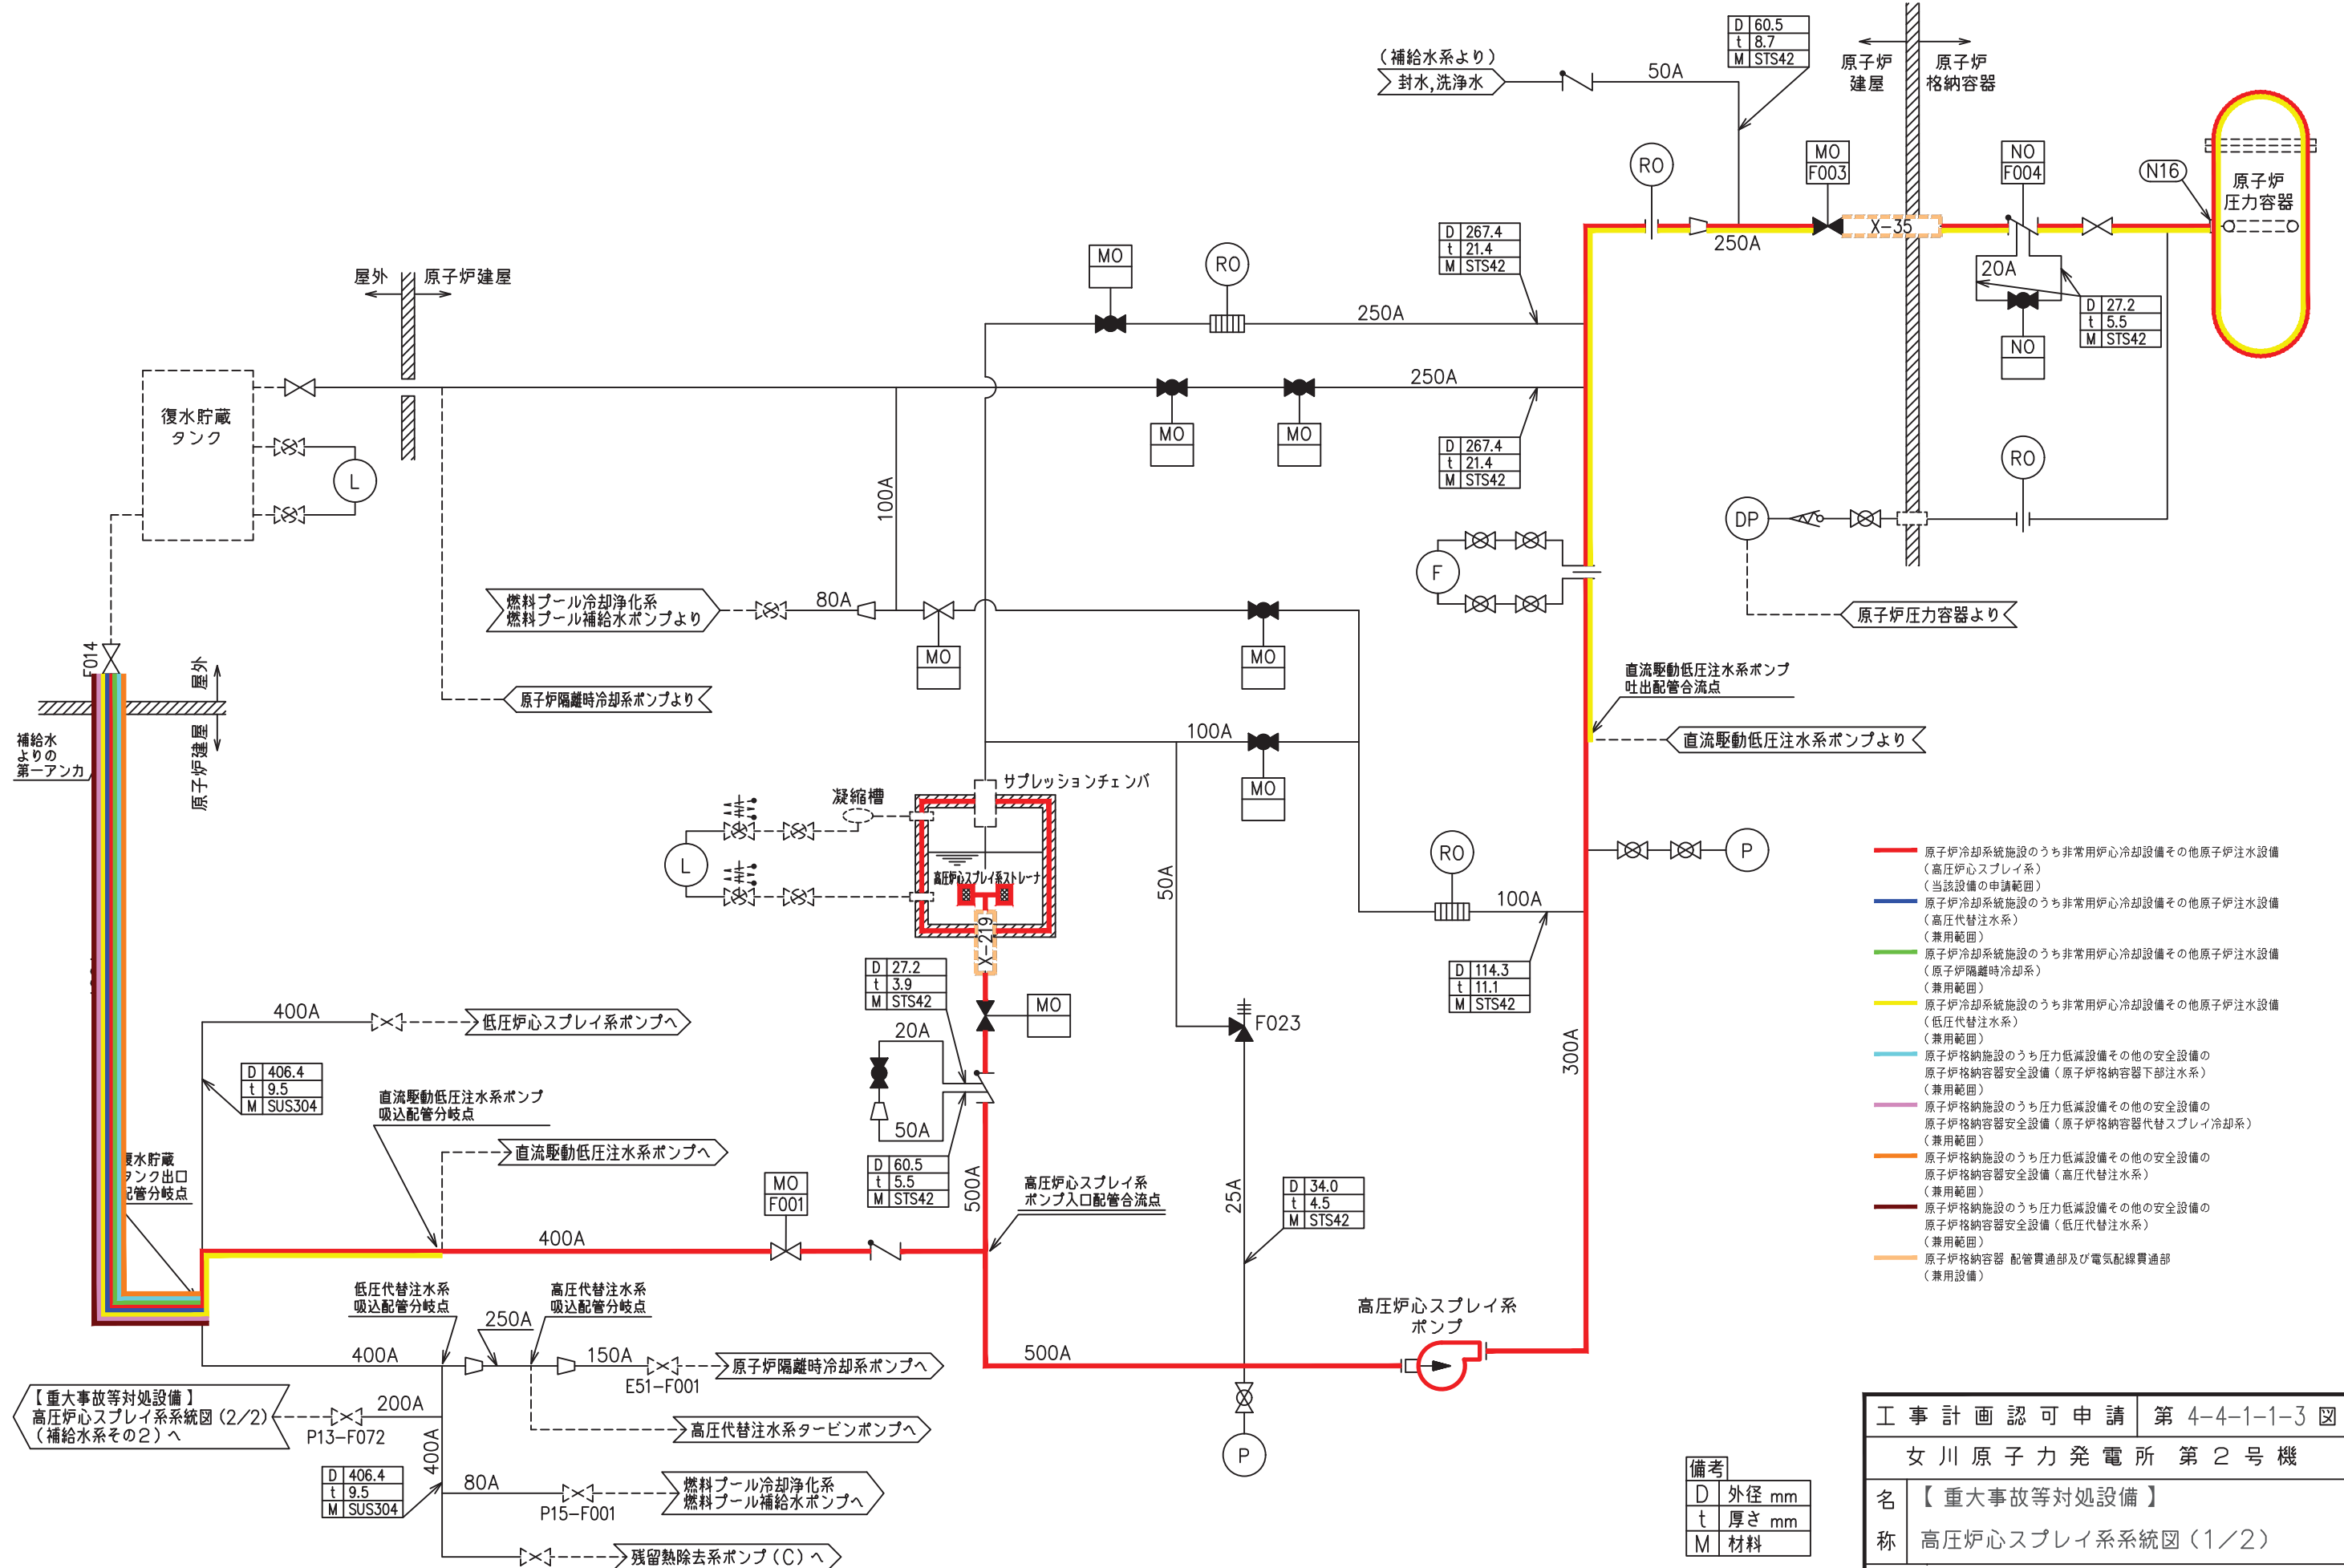 D 60.5
t 8.7
M STS42
(補給水系より)
封水,洗浄水
50A
原子炉
建屋
原子炉
格納容器
RO
MO
F003
NO
F004
N16
原子炉
圧力容器
X-35
250A
20A
D 27.2
t 5.5
M STS42
NO
D 267.4
t 21.4
M STS42
MO
RO
250A
屋外
原子炉建屋
250A
MO
MO
D 267.4
t 21.4
M STS42
復水貯蔵
タンク
L
100A
RO
DP
F
原子炉圧力容器より
燃料プール冷却浄化系
燃料プール補給水ポンプより
80A
MO
MO
原子炉隔離時冷却系ポンプより
F014
屋外
原子炉建屋
補給水
よりの
第一アンカ
直流駆動低圧注水系ポンプ
吐出配管合流点
直流駆動低圧注水系ポンプより
100A
MO
サプレッションチェンバ
凝縮槽
L
高圧炉心スプレイ系ストレーナ
X-219
50A
RO
100A
P
D 114.3
t 11.1
M STS42
D 27.2
t 3.9
M STS42
MO
20A
50A
F023
300A
400A
低圧炉心スプレイ系ポンプへ
D 406.4
t 9.5
M SUS304
直流駆動低圧注水系ポンプ
吸込配管分岐点
直流駆動低圧注水系ポンプへ
D 60.5
t 5.5
M STS42
500A
高圧炉心スプレイ系
ポンプ入口配管合流点
25A
D 34.0
t 4.5
M STS42
水貯蔵
ンク出口
配管分岐点
MO
F001
400A
低圧代替注水系
吸込配管分岐点
高圧代替注水系
吸込配管分岐点
250A
400A
150A
E51-F001
原子炉隔離時冷却系ポンプへ
高圧代替注水系タービンポンプへ
500A
高圧炉心スプレイ系
ポンプ
P
【重大事故等対処設備】
高圧炉心スプレイ系系統図(2/2)
(補給水系その2)へ
P13-F072
200A
400A
D 406.4
t 9.5
M SUS304
80A
P15-F001
燃料プール冷却浄化系
燃料プール補給水ポンプへ
残留熱除去系ポンプ(C)へ
原子炉冷却系統施設のうち非常用炉心冷却設備その他原子炉注水設備
(高圧炉心スプレイ系)
(当該設備の申請範囲)
原子炉冷却系統施設のうち非常用炉心冷却設備その他原子炉注水設備
(高圧代替注水系)
(兼用範囲)
原子炉冷却系統施設のうち非常用炉心冷却設備その他原子炉注水設備
(原子炉隔離時冷却系)
(兼用範囲)
原子炉冷却系統施設のうち非常用炉心冷却設備その他原子炉注水設備
(低圧代替注水系)
(兼用範囲)
原子炉格納施設のうち圧力低減設備その他の安全設備の
原子炉格納容器安全設備(原子炉格納容器下部注水系)
(兼用範囲)
原子炉格納施設のうち圧力低減設備その他の安全設備の
原子炉格納容器安全設備(原子炉格納容器代替スプレイ冷却系)
(兼用範囲)
原子炉格納施設のうち圧力低減設備その他の安全設備の
原子炉格納容器安全設備(高圧代替注水系)
(兼用範囲)
原子炉格納施設のうち圧力低減設備その他の安全設備の
原子炉格納容器安全設備(低圧代替注水系)
(兼用範囲)
原子炉格納容器 配管貫通部及び電気配線貫通部
(兼用設備)
備考
D 外径 mm
t 厚さ mm
M 材料
工事計画認可申請 第 4-4-1-1-3 図
女川原子力発電所 第2号機
名称
【重大事故等対処設備】
高圧炉心スプレイ系系統図(1/2)